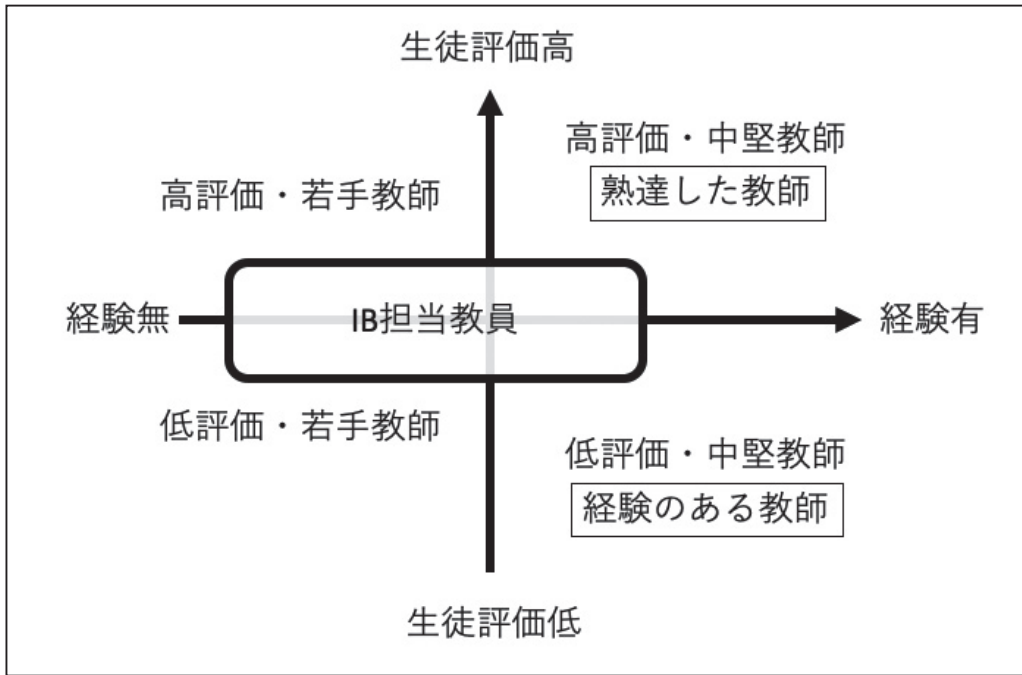 生徒評価高
高評価・中堅教師
熟達した教師
高評価・若手教師
経験無
IB担当教員
経験有
低評価・若手教師
低評価・中堅教師
経験のある教師
生徒評価低